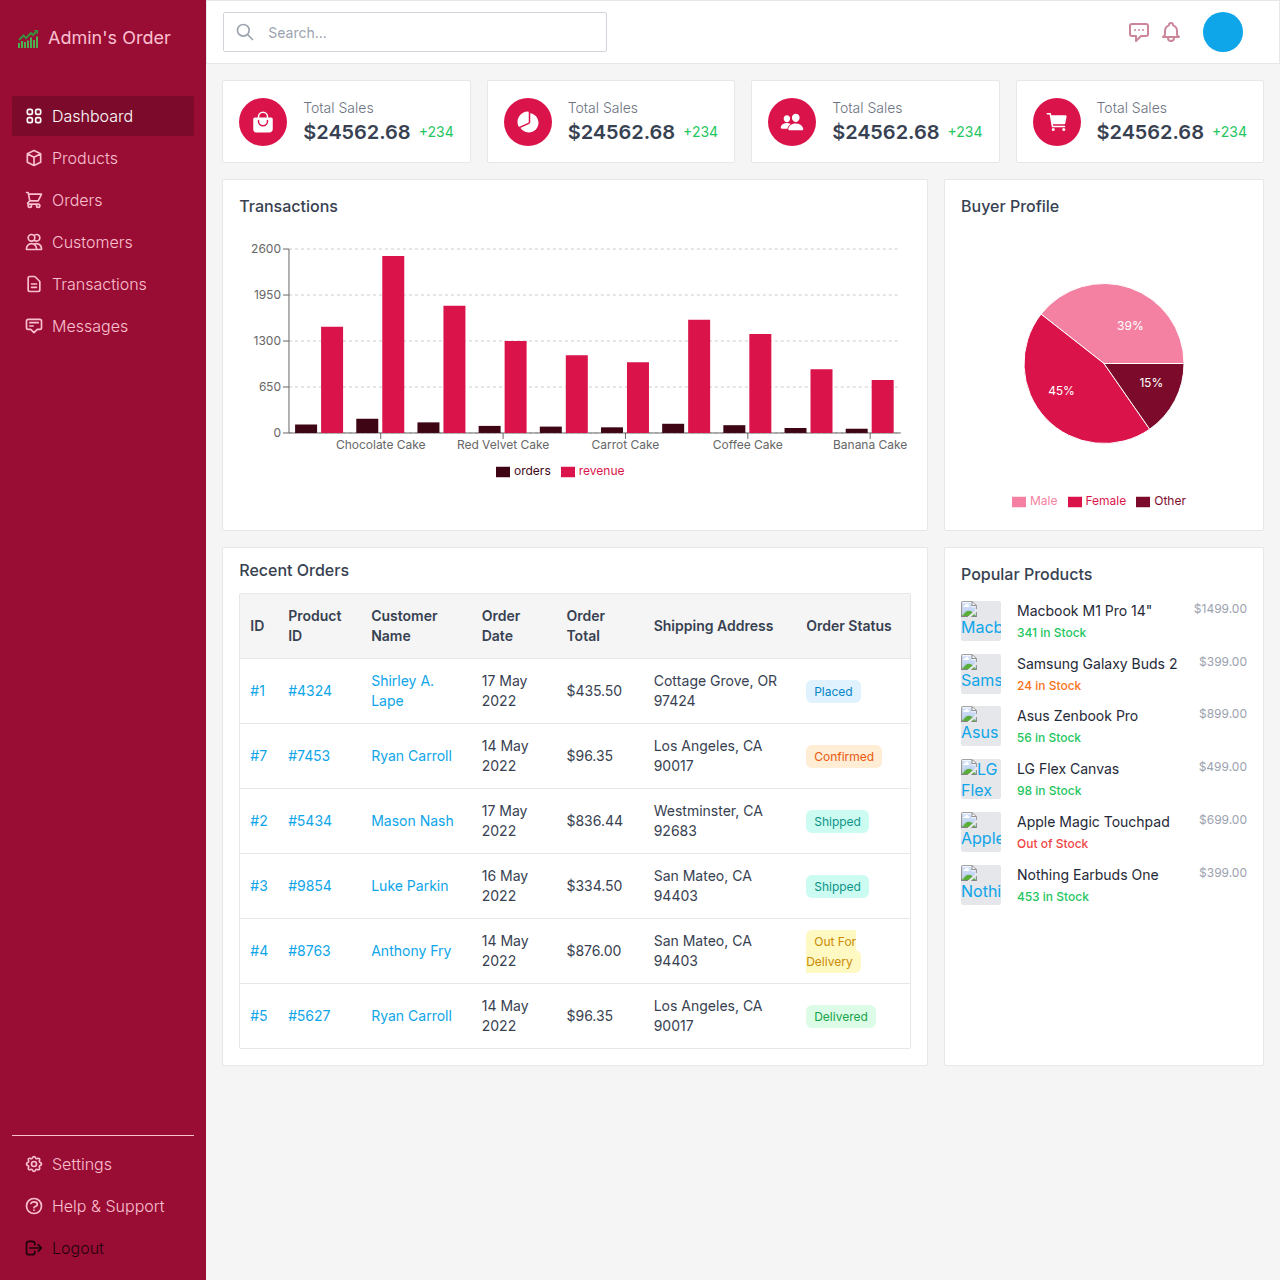 Admin's Order
Search...
Dashboard
Products
Orders
Customers
Transactions
Messages
Settings
Help & Support
Logout
Total Sales
$24562.68 +234
Total Sales
$24562.68 +234
Total Sales
$24562.68 +234
Total Sales
$24562.68 +234
Transactions
2600
1950
1300
650
0
Chocolate Cake Red Velvet Cake Carrot Cake Coffee Cake Banana Cake
orders revenue
Buyer Profile
39%
45%
15%
Male Female Other
Recent Orders
ID Product ID Customer Name Order Date Order Total Shipping Address Order Status
#1 #4324 Shirley A. Lape 17 May 2022 $435.50 Cottage Grove, OR 97424 Placed
#7 #7453 Ryan Carroll 14 May 2022 $96.35 Los Angeles, CA 90017 Confirmed
#2 #5434 Mason Nash 17 May 2022 $836.44 Westminster, CA 92683 Shipped
#3 #9854 Luke Parkin 16 May 2022 $334.50 San Mateo, CA 94403 Shipped
#4 #8763 Anthony Fry 14 May 2022 $876.00 San Mateo, CA 94403 Out For Delivery
#5 #5627 Ryan Carroll 14 May 2022 $96.35 Los Angeles, CA 90017 Delivered
Popular Products
Macb
Macbook M1 Pro 14" $1499.00
341 in Stock
Sams
Samsung Galaxy Buds 2 $399.00
24 in Stock
Asus
Asus Zenbook Pro $899.00
56 in Stock
LG Flex
LG Flex Canvas $499.00
98 in Stock
Apple
Apple Magic Touchpad $699.00
Out of Stock
Nothi
Nothing Earbuds One $399.00
453 in Stock